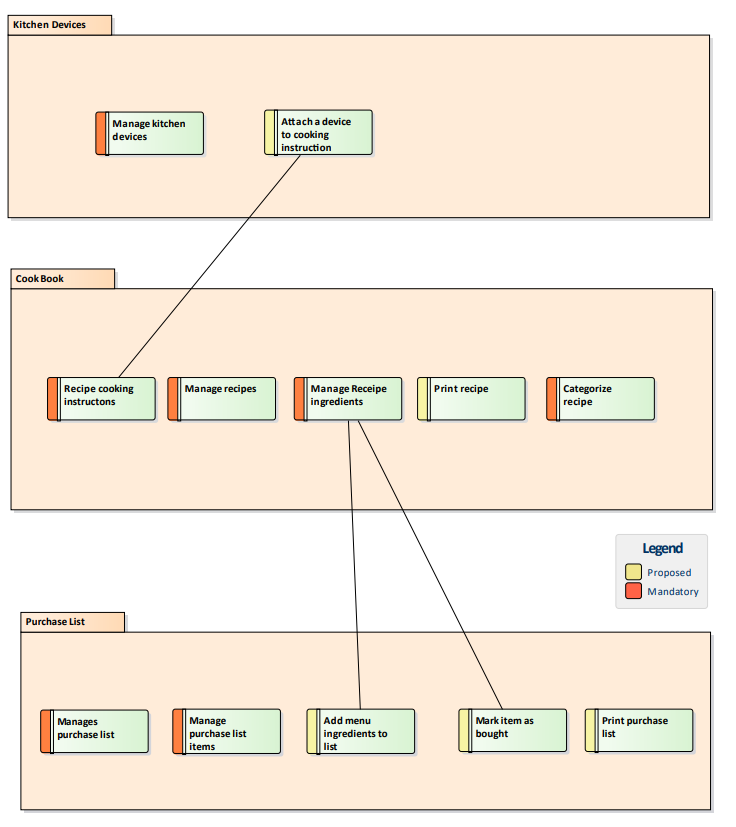 Kitchen Devices
Manage kitchen
devices
Attach a device
to cooking
instruction
Cook Book
Recipe cooking
instructons
Manage recipes
Manage Receipe
ingredients
Print recipe
Categorize
recipe
Legend
Proposed
Mandatory
Purchase List
Manages
purchase list
Manage
purchase list
items
Add menu
ingredients to
list
Mark item as
bought
Print purchase
list